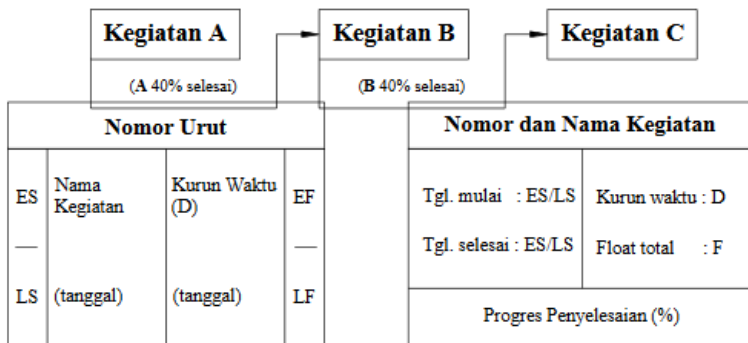 Kegiatan A
Kegiatan B
Kegiatan C
(A 40% selesai)
(B 40% selesai)
Nomor Urut
ES
Nama Kegiatan
Kurun Waktu (D)
EF
—
—
LS
(tanggal)
(tanggal)
LF
Nomor dan Nama Kegiatan
Tgl. mulai : ES/LS
Kurun waktu : D
Tgl. selesai : ES/LS
Float total : F
Progres Penyelesaian (%)